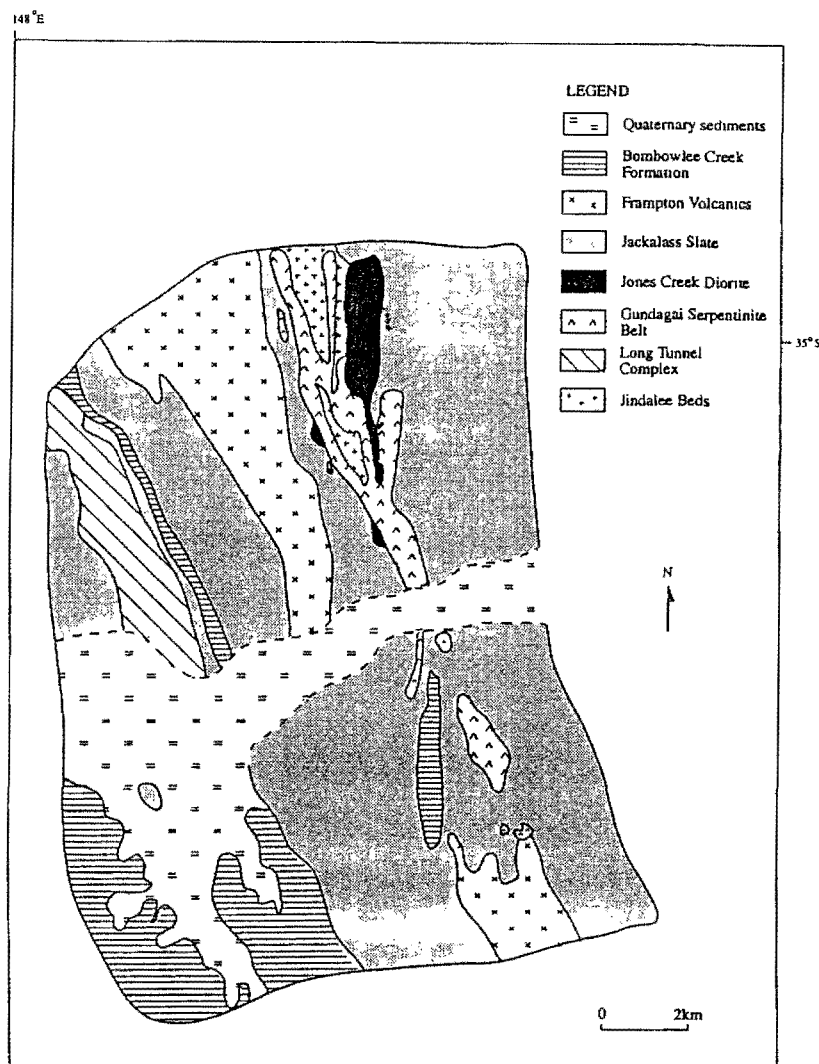 148°E
LEGEND
Quaternary sediments
Bombowlee Creek
Formation
Frampton Volcanics
Jackalass Slate
Jones Creek Diorite
Gundagai Serpentinite
Belt
35°S
Long Tunnel
Complex
Jindalee Beds
N
0 2km